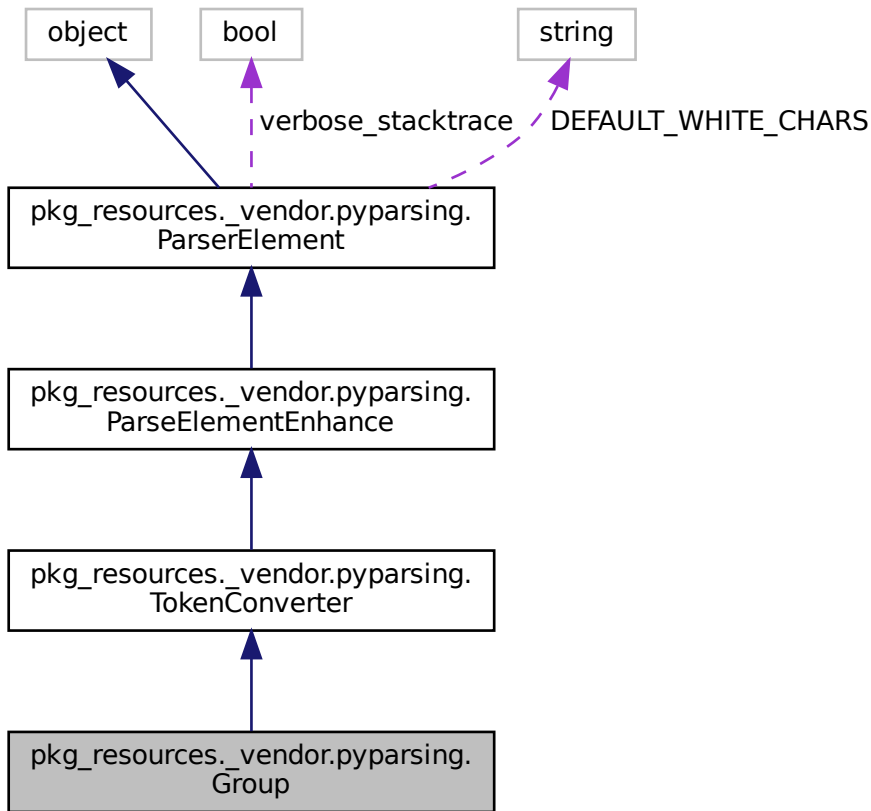 object
bool
string
verbose_stacktrace
DEFAULT_WHITE_CHARS
pkg_resources._vendor.pyparsing.
ParserElement
pkg_resources._vendor.pyparsing.
ParseElementEnhance
pkg_resources._vendor.pyparsing.
TokenConverter
pkg_resources._vendor.pyparsing.
Group